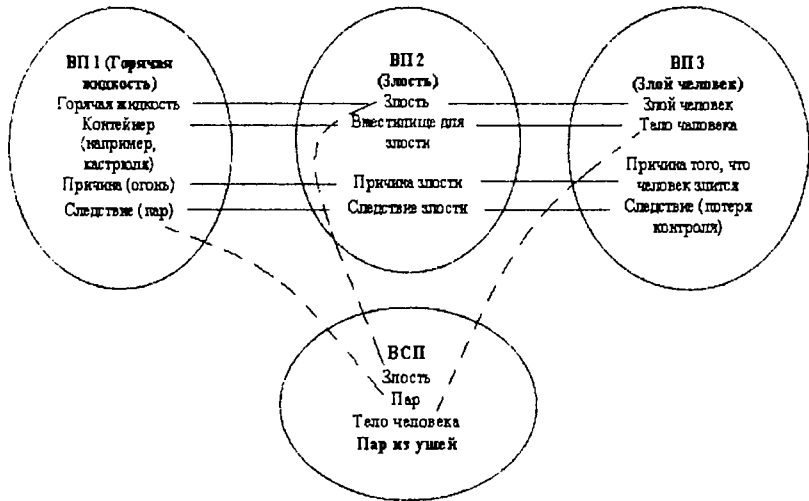 ВП 1 (Горячая
жидкость)
Горячая жидкость
Контейнер
(например,
кастрюля)
Причина (огонь)
Следствие (пар)
ВП 2
(Злость)
Злость
Вместилище для
злости
Причина злости
Следствие злости
ВП 3
(Злой человек)
Злой человек
Тело человека
Причина того, что
человек злится
Следствие (потеря
контроля)
ВСП
Злость
Пар
Тело человека
Пар из ушей